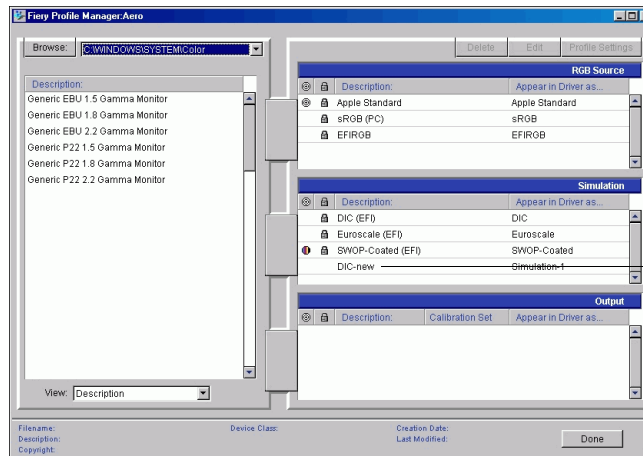 Fiery Profile Manager:Aero
Browse: C:\WINDOWS\SYSTEM\Color
Description:
Generic EBU 1.5 Gamma Monitor
Generic EBU 1.8 Gamma Monitor
Generic EBU 2.2 Gamma Monitor
Generic P22 1.5 Gamma Monitor
Generic P22 1.8 Gamma Monitor
Generic P22 2.2 Gamma Monitor
View: Description
Delete Edit Profile Settings
RGB Source
Description: Appear in Driver as...
Apple Standard Apple Standard
sRGB (PC) sRGB
EFIRGB EFIRGB
Simulation
Description: Appear in Driver as...
DIC (EFI) DIC
Euroscale (EFI) Euroscale
SWOP-Coated (EFI) SWOP-Coated
DIC-new Simulation-1
Output
Description: Calibration Set Appear in Driver as...
Filename: Device Class: Creation Date:
Description: Last Modified:
Copyright:
Done